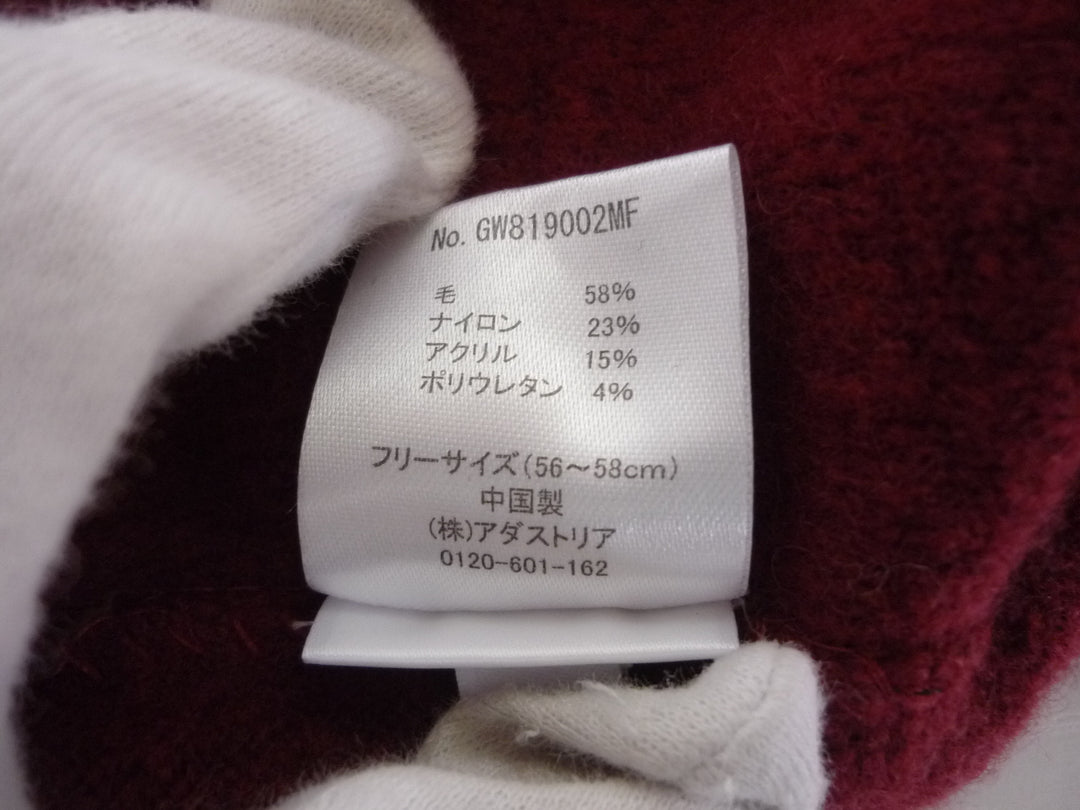 No. GW819002MF
毛 58%
ナイロン 23%
アクリル 15%
ポリウレタン 4%
フリーサイズ(56～58cm)
中国製
(株)アダストリア
0120-601-162